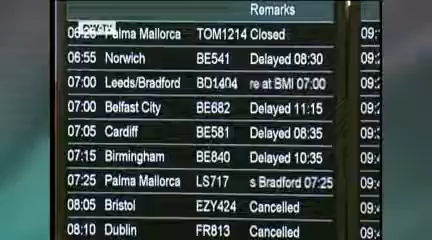 Remarks
06:20 Palma Mallorca TOM1214 Closed
06:55 Norwich BE541 Delayed 08:30
07:00 Leeds/Bradford BD1404 re at BMI 07:00
07:00 Belfast City BE682 Delayed 11:15
07:05 Cardiff BE581 Delayed 08:35
07:15 Birmingham BE840 Delayed 10:35
07:25 Palma Mallorca LS717 s Bradford 07:25
08:05 Bristol EZY424 Cancelled
08:10 Dublin FR813 Cancelled